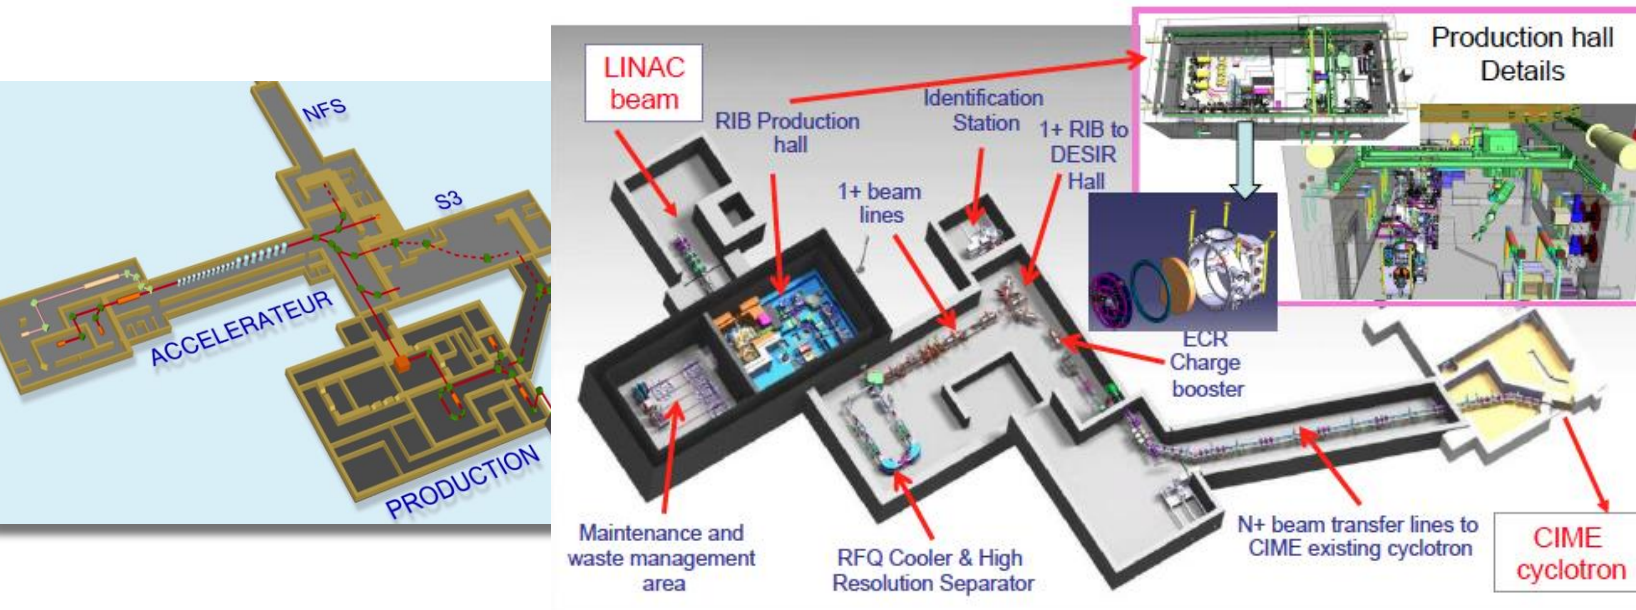 NFS
S3
ACCELERATEUR
PRODUCTION
LINAC
beam
RIB Production
hall
1+ beam
lines
Identification
Station
1+ RIB to
DESIR
Hall
Production hall
Details
ECR
Charge
booster
Maintenance and
waste management
area
RFQ Cooler & High
Resolution Separator
N+ beam transfer lines to
CIME existing cyclotron
CIME
cyclotron